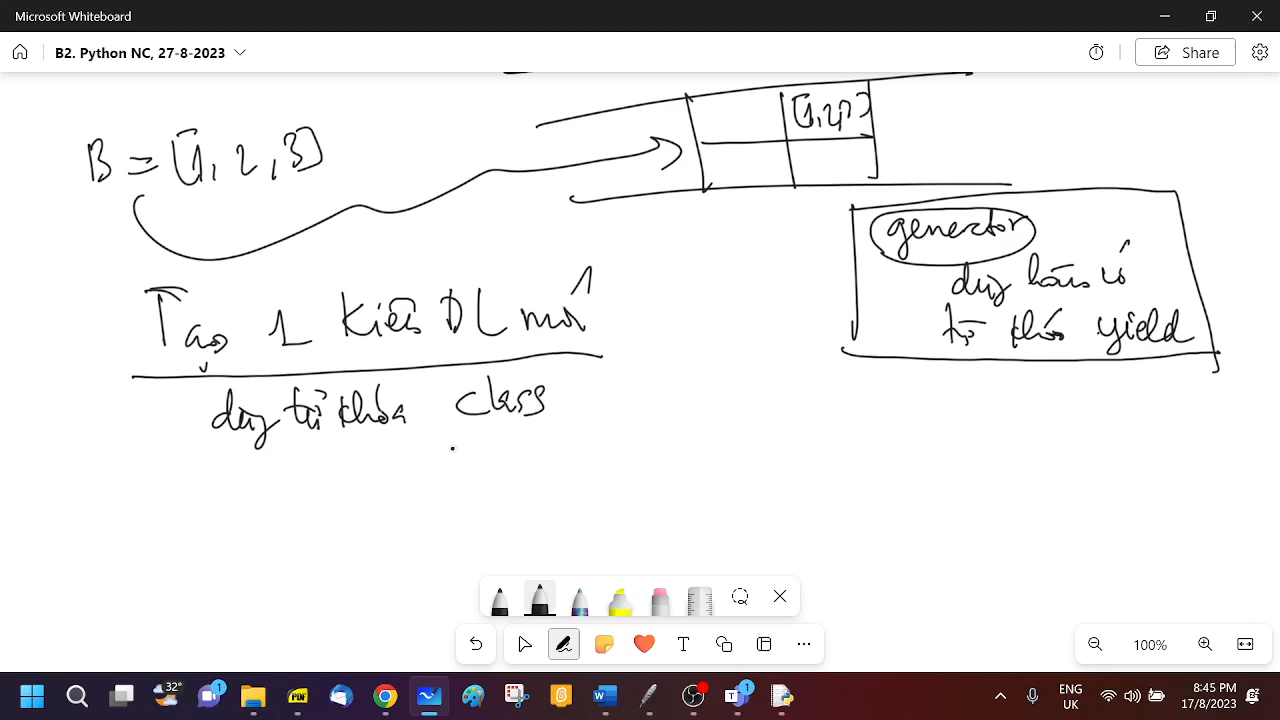 Microsoft Whiteboard
B2. Python NC, 27-8-2023
Share
B = [1, 2, 3]
generator
dùng hàm có
từ khóa yield
Tạo 1 kiểu DL mới
dùng từ khóa class
T
100%
32°
1
PDF
W
1
ENG
UK
8:45 PM
17/8/2023